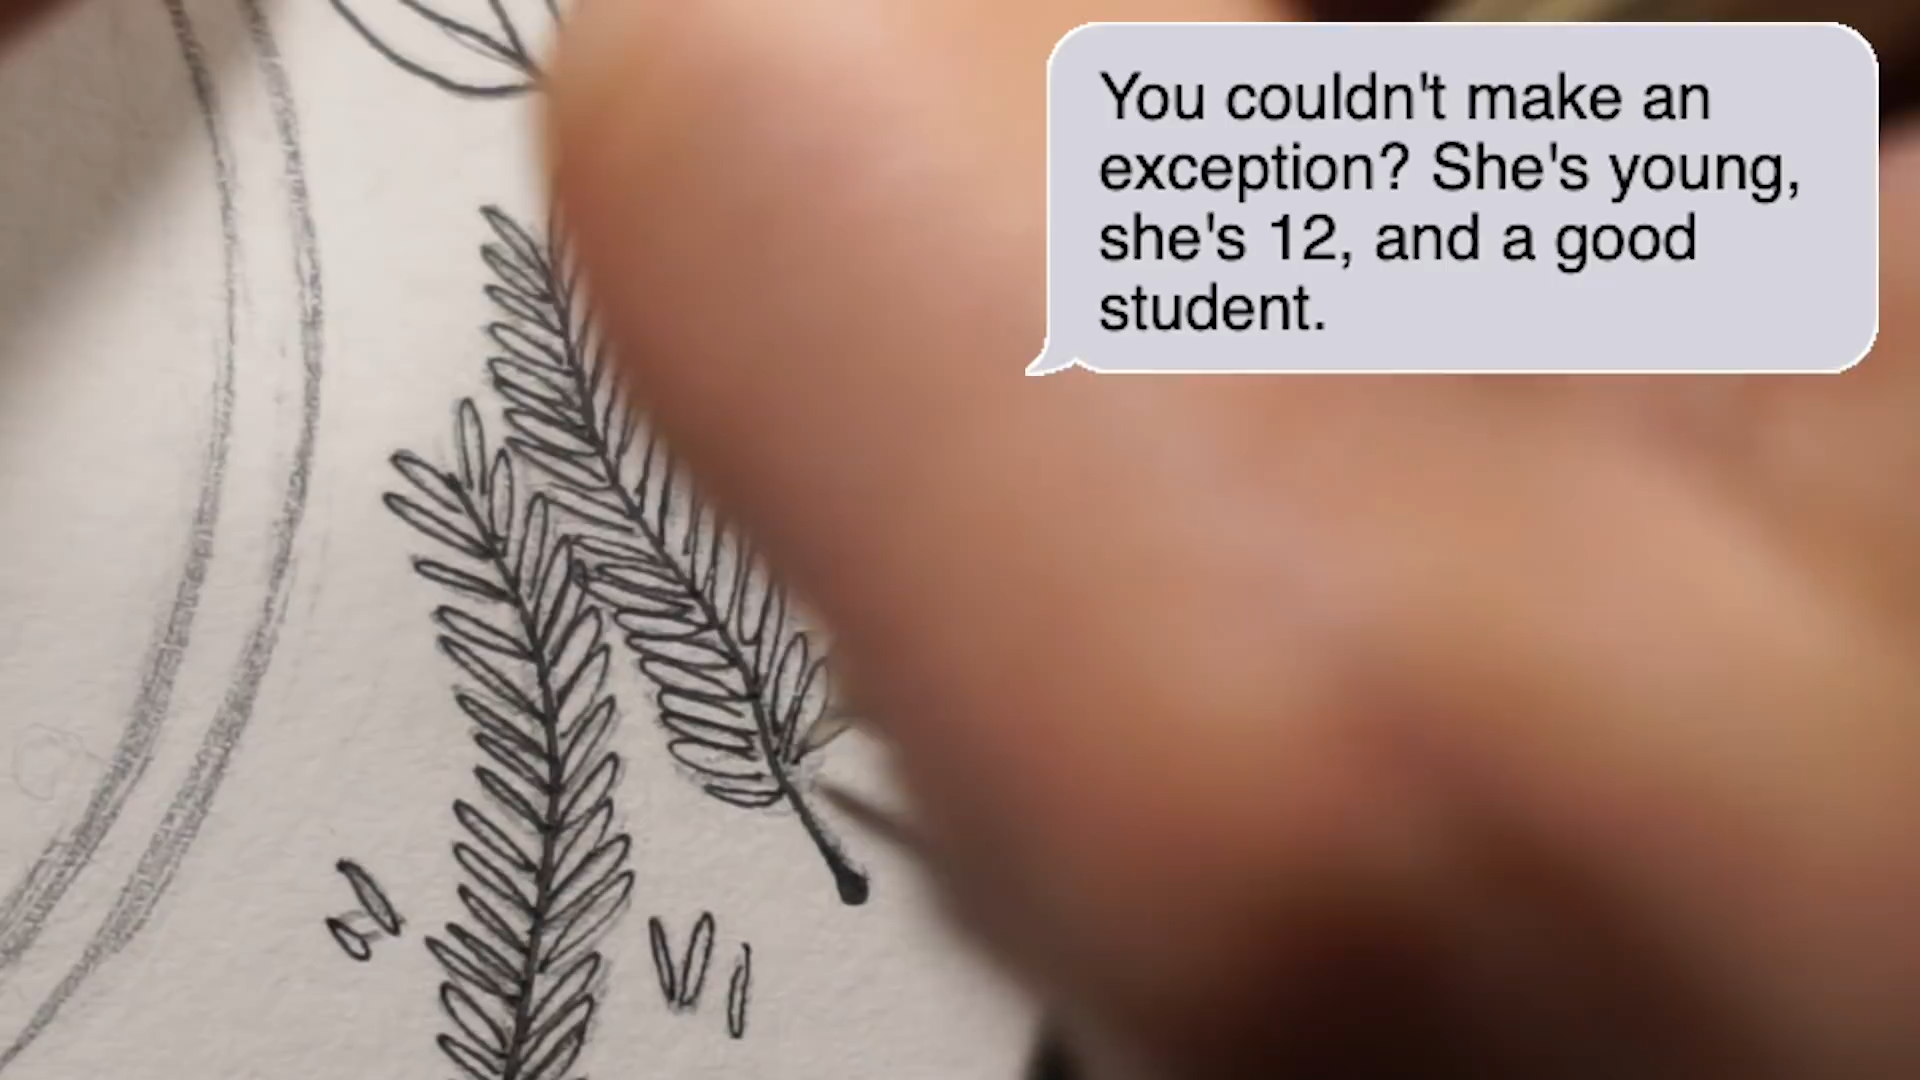 You couldn't make an
exception? She's young,
she's 12, and a good
student.